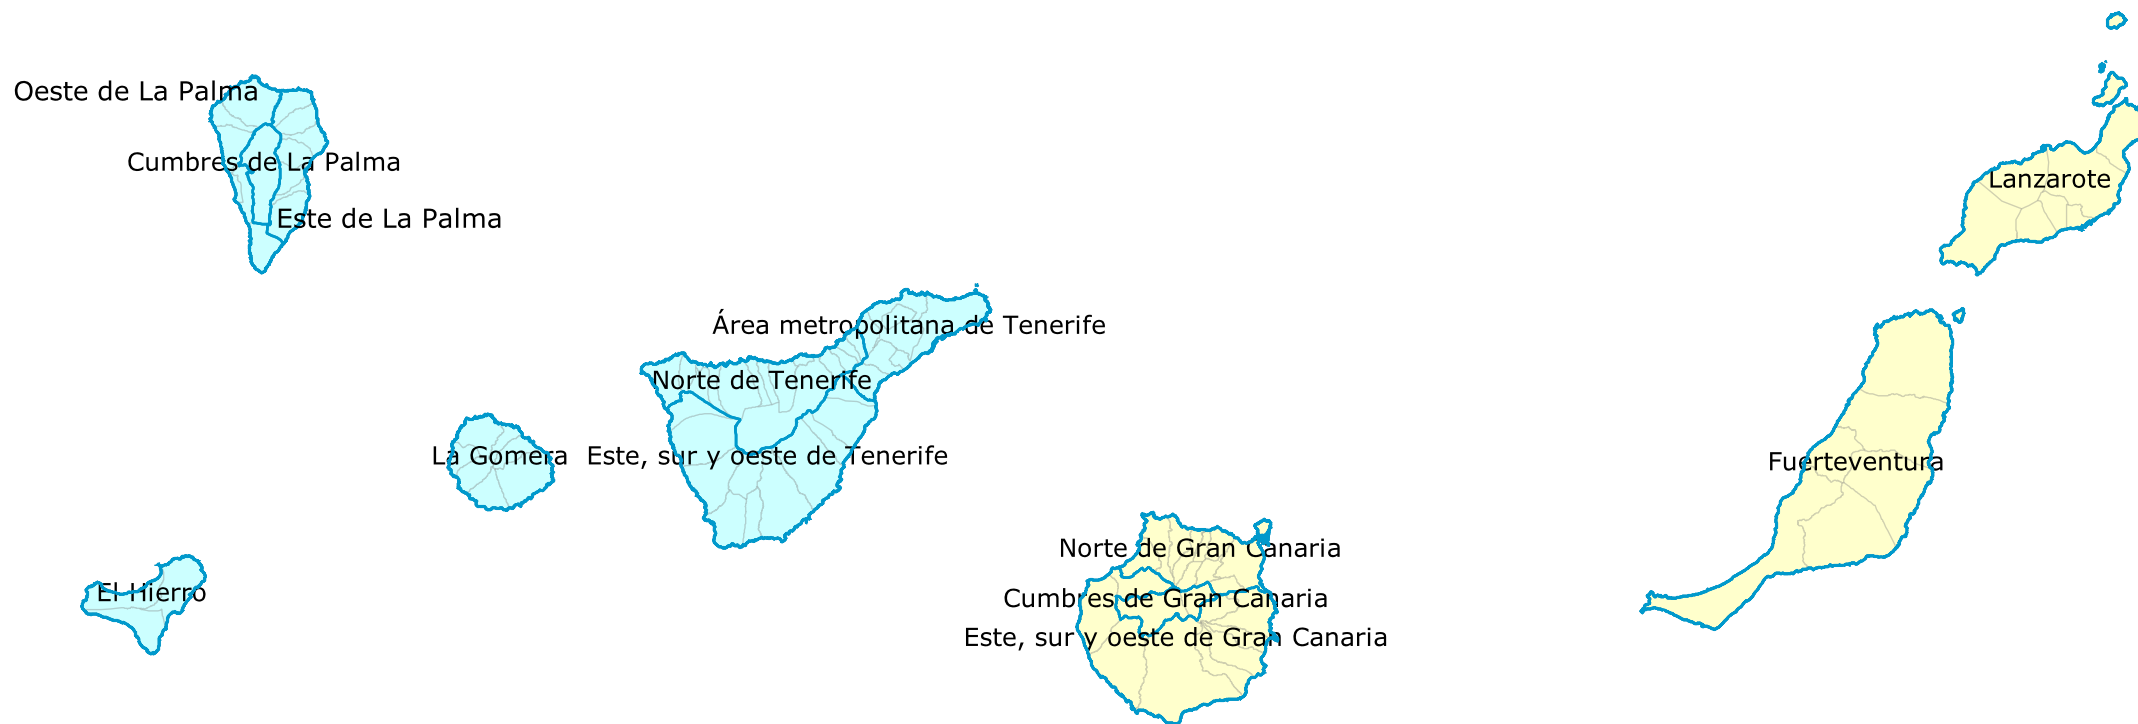 Oeste de La Palma
Cumbres de La Palma
Lanzarote
Este de La Palma
Área metropolitana de Tenerife
Norte de Tenerife
La Gomera
Este, sur y oeste de Tenerife
Fuerteventura
Norte de Gran Canaria
El Hierro
Cumbres de Gran Canaria
Este, sur y oeste de Gran Canaria